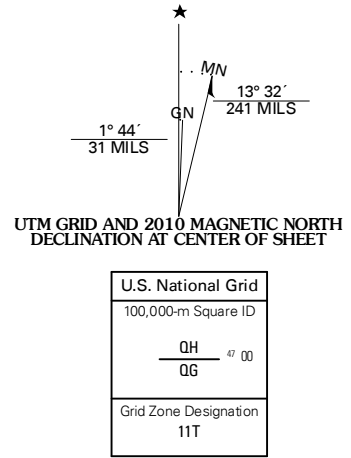 MN
GN
13° 32´
241 MILS
1° 44´
31 MILS
UTM GRID AND 2010 MAGNETIC NORTH
DECLINATION AT CENTER OF SHEET
U.S. National Grid
100,000-m Square ID
QH
47 00
QG
Grid Zone Designation
11T